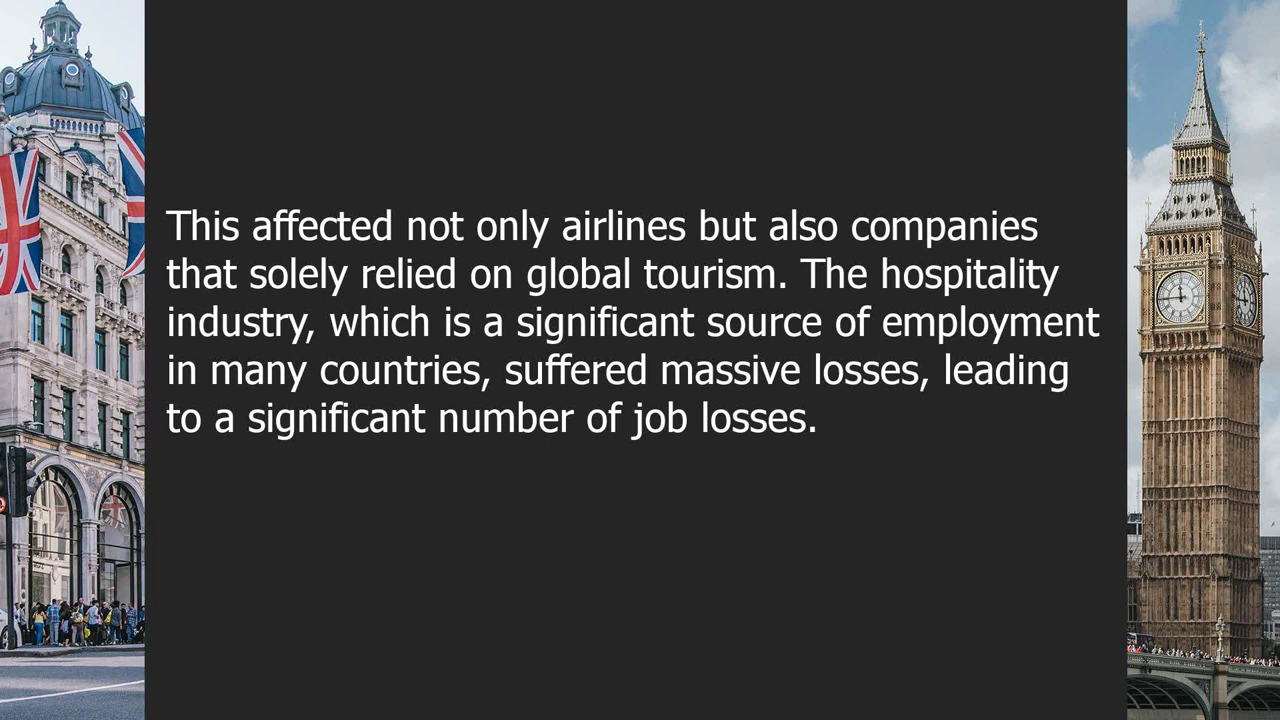 This affected not only airlines but also companies
that solely relied on global tourism. The hospitality
industry, which is a significant source of employment
in many countries, suffered massive losses, leading
to a significant number of job losses.